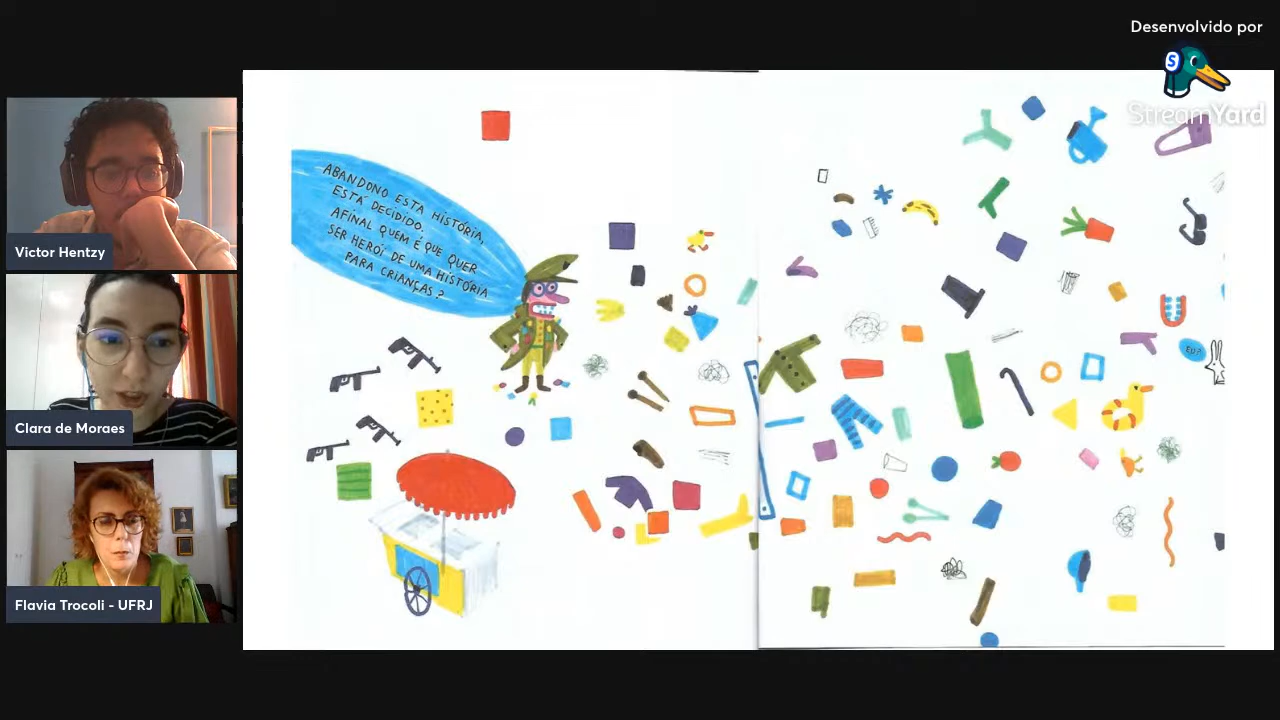 Desenvolvido por
StreamYard
Victor Hentzy
Clara de Moraes
Flavia Trocoli - UFRJ
ABANDONO ESTA HISTÓRIA,
ESTÁ DECIDIDO.
AFINAL QUEM É QUE QUER
SER HERÓI DE UMA HISTÓRIA
PARA CRIANÇAS?
EU?